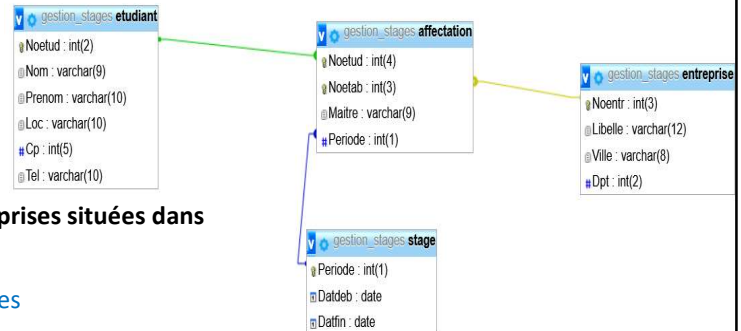 gestion_stages etudiant
Noetud : int(2)
Nom : varchar(9)
Prenom : varchar(10)
Loc : varchar(10)
Cp : int(5)
Tel : varchar(10)
gestion_stages affectation
Noetud : int(4)
Noetab : int(3)
Maitre : varchar(9)
Periode : int(1)
gestion_stages entreprise
Noentr : int(3)
Libelle : varchar(12)
Ville : varchar(8)
Dpt : int(2)
prises situées dans
es
gestion_stages stage
Periode : int(1)
Datdeb : date
Datfin : date